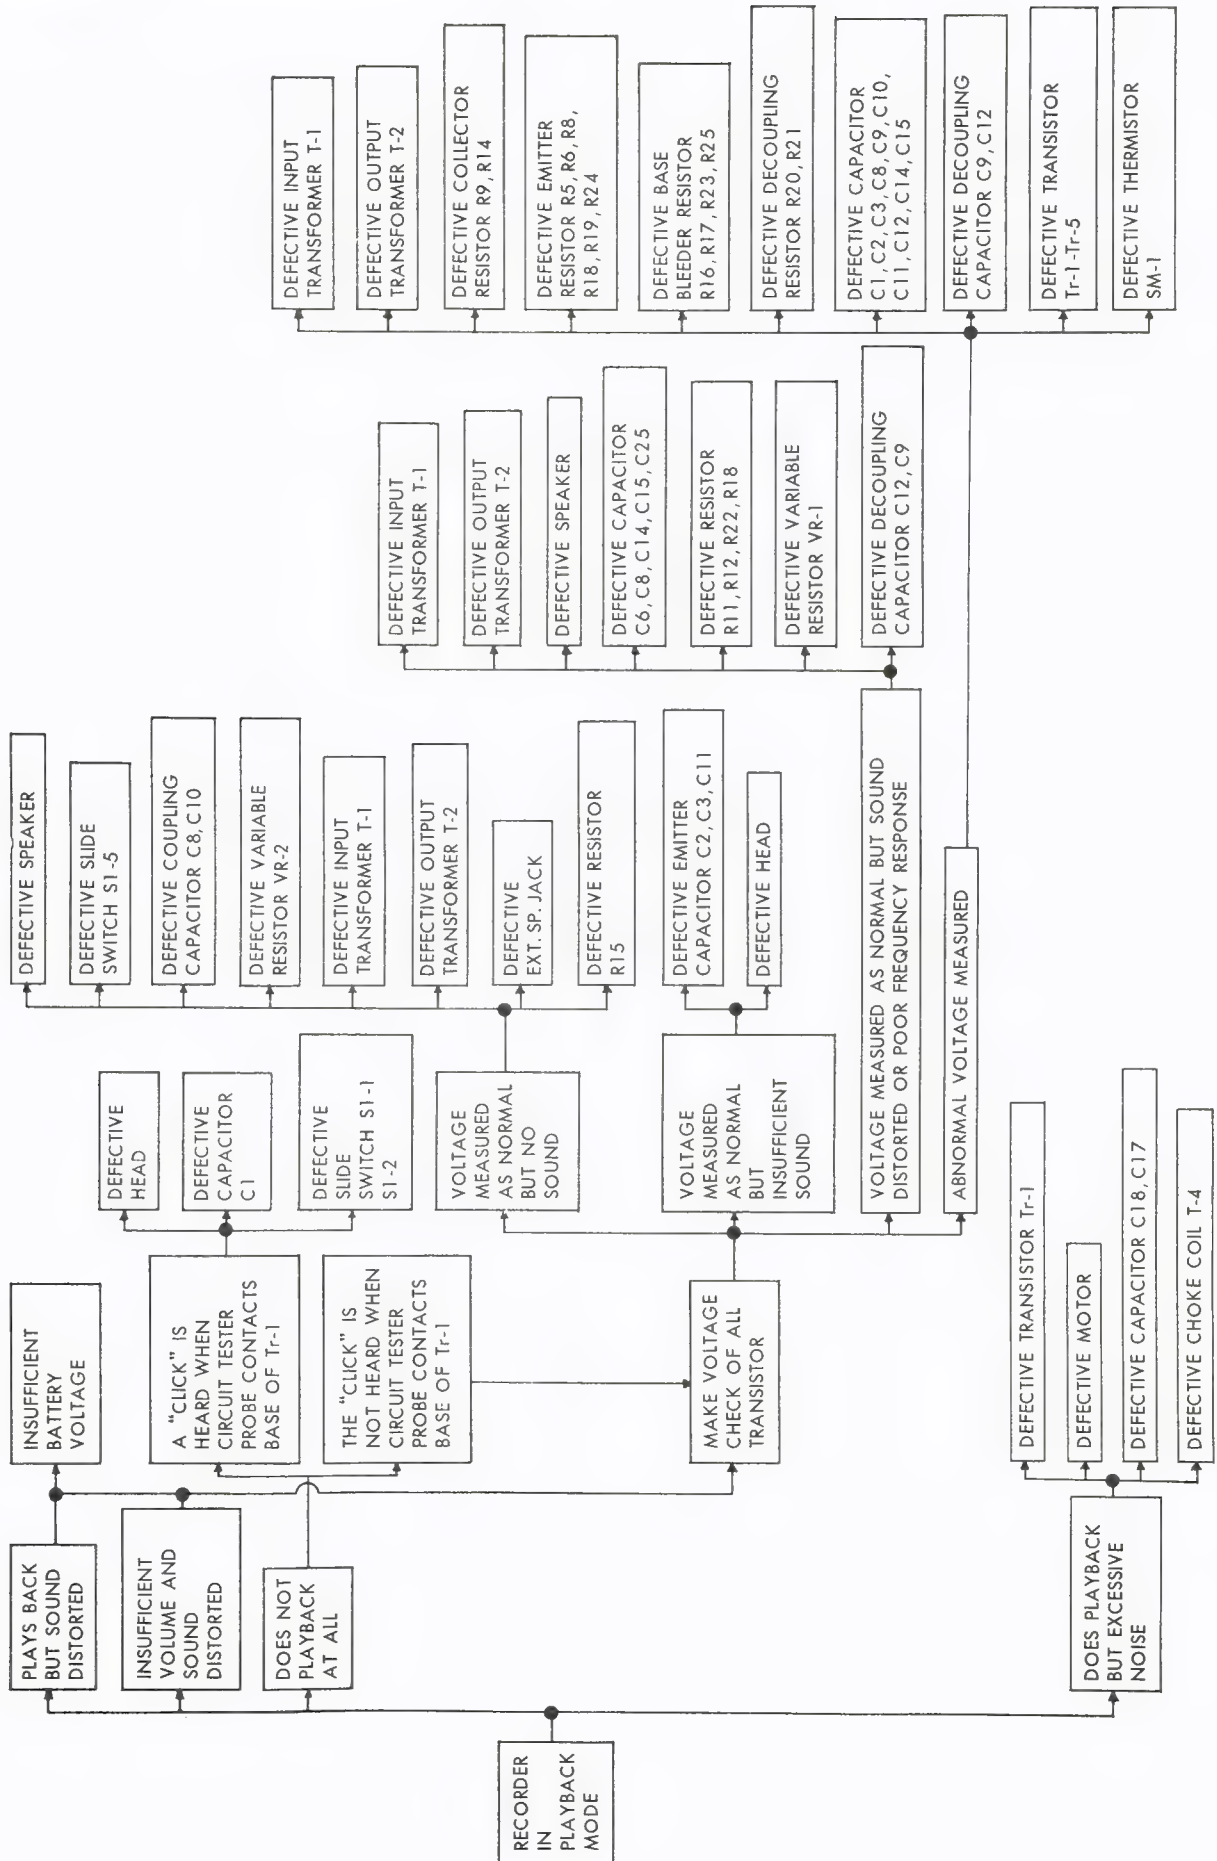 RECORDER
IN
PLAYBACK
MODE
PLAYS BACK
BUT SOUND
DISTORTED
INSUFFICIENT
VOLUME AND
SOUND
DISTORTED
DOES NOT
PLAYBACK
AT ALL
DOES PLAYBACK
BUT EXCESSIVE
NOISE
INSUFFICIENT
BATTERY
VOLTAGE
A “CLICK” IS
HEARD WHEN
CIRCUIT TESTER
PROBE CONTACTS
BASE OF Tr-1
THE “CLICK” IS
NOT HEARD WHEN
CIRCUIT TESTER
PROBE CONTACTS
BASE OF Tr-1
MAKE VOLTAGE
CHECK OF ALL
TRANSISTOR
DEFECTIVE TRANSISTOR Tr-1
DEFECTIVE MOTOR
DEFECTIVE CAPACITOR C18, C17
DEFECTIVE CHOKE COIL T-4
DEFECTIVE
HEAD
DEFECTIVE
CAPACITOR
C1
DEFECTIVE
SLIDE
SWITCH S1-1
S1-2
VOLTAGE
MEASURED
AS NORMAL
BUT NO
SOUND
VOLTAGE
MEASURED
AS NORMAL
BUT
INSUFFICIENT
SOUND
VOLTAGE MEASURED AS NORMAL BUT SOUND
DISTORTED OR POOR FREQUENCY RESPONSE
ABNORMAL VOLTAGE MEASURED
DEFECTIVE SPEAKER
DEFECTIVE SLIDE
SWITCH S1-5
DEFECTIVE COUPLING
CAPACITOR C8, C10
DEFECTIVE VARIABLE
RESISTOR VR-2
DEFECTIVE INPUT
TRANSFORMER T-1
DEFECTIVE OUTPUT
TRANSFORMER T-2
DEFECTIVE
EXT. SP. JACK
DEFECTIVE RESISTOR
R15
DEFECTIVE EMITTER
CAPACITOR C2, C3, C11
DEFECTIVE HEAD
DEFECTIVE INPUT
TRANSFORMER T-1
DEFECTIVE OUTPUT
TRANSFORMER T-2
DEFECTIVE SPEAKER
DEFECTIVE CAPACITOR
C6, C8, C14, C15, C25
DEFECTIVE RESISTOR
R11, R12, R22, R18
DEFECTIVE VARIABLE
RESISTOR VR-1
DEFECTIVE DECOUPLING
CAPACITOR C12, C9
DEFECTIVE INPUT
TRANSFORMER T-1
DEFECTIVE OUTPUT
TRANSFORMER T-2
DEFECTIVE COLLECTOR
RESISTOR R9, R14
DEFECTIVE EMITTER
RESISTOR R5, R6, R8,
R18, R19, R24
DEFECTIVE BASE
BLEEDER RESISTOR
R16, R17, R23, R25
DEFECTIVE DECOUPLING
RESISTOR R20, R21
DEFECTIVE CAPACITOR
C1, C2, C3, C8, C9, C10,
C11, C12, C14, C15
DEFECTIVE DECOUPLING
CAPACITOR C9, C12
DEFECTIVE TRANSISTOR
Tr-1 -Tr-5
DEFECTIVE THERMISTOR
SM-1